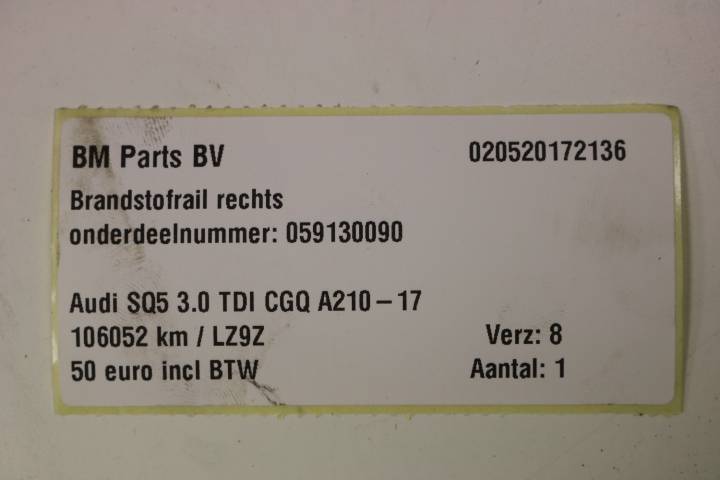 BM Parts BV 020520172136
Brandstofrail rechts
onderdeelnummer: 059130090
Audi SQ5 3.0 TDI CGQ A210-17
106052 km / LZ9Z Verz: 8
50 euro incl BTW Aantal: 1